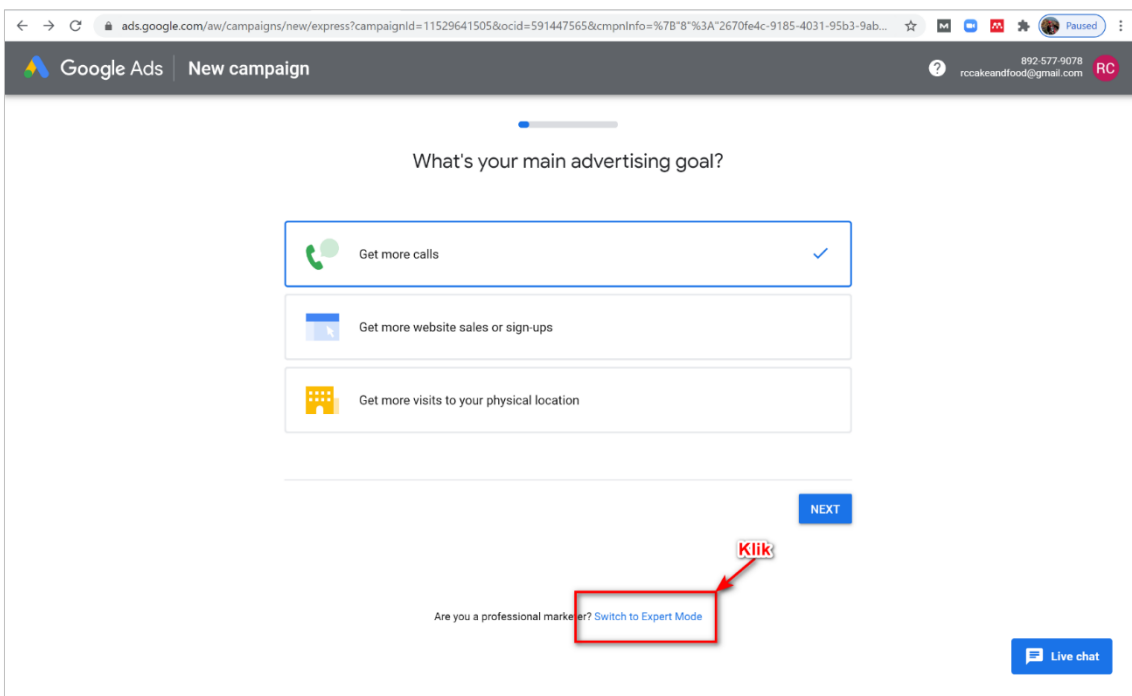 ads.google.com/aw/campaigns/new/express?campaignId=11529641505&ocid=591447565&cmpnInfo=%7B"8"%3A"2670fe4c-9185-4031-95b3-9ab...
Paused
Google Ads
New campaign
?
892-577-9078
rccakeandfood@gmail.com
RC
What's your main advertising goal?
Get more calls
Get more website sales or sign-ups
Get more visits to your physical location
NEXT
Klik
Are you a professional marketer? Switch to Expert Mode
Live chat